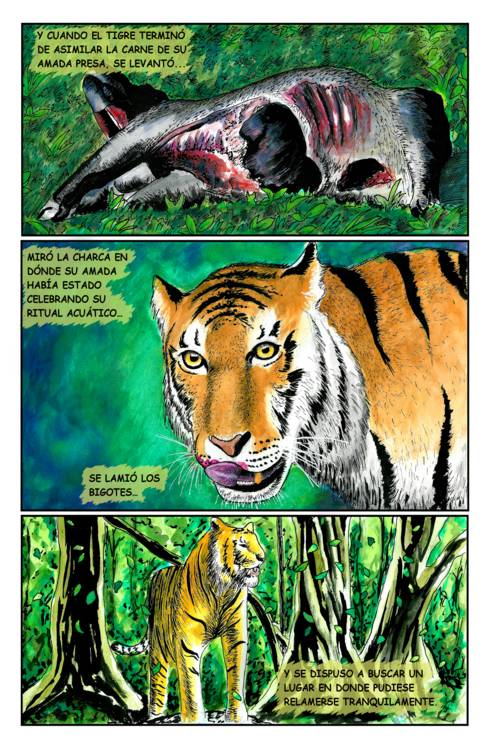 Y CUANDO EL TIGRE TERMINÓ
DE ASIMILAR LA CARNE DE SU
AMADA PRESA, SE LEVANTÓ...
MIRÓ LA CHARCA EN
DÓNDE SU AMADA
HABÍA ESTADO
CELEBRANDO SU
RITUAL ACUÁTICO...
SE LAMIÓ LOS
BIGOTES...
Y SE DISPUSO A BUSCAR UN
LUGAR EN DONDE PUDIESE
RELAMERSE TRANQUILAMENTE.